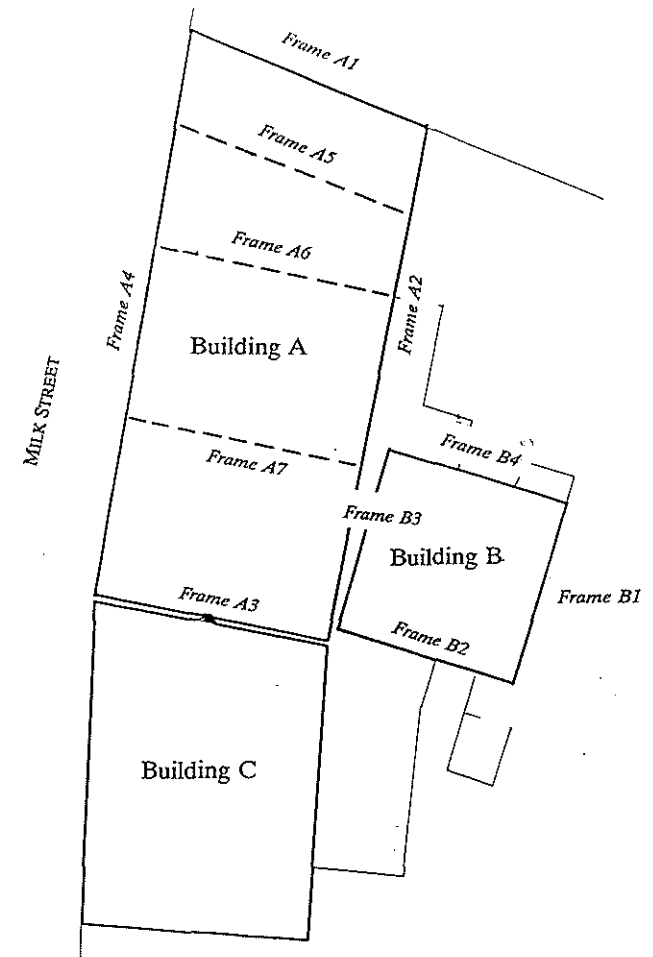 Frame A1
Frame A5
Frame A6
Frame A4
Frame A2
Building A
MILK STREET
Frame A7
Frame B4
Frame B3
Building B
Frame A3
Frame B1
Frame B2
Building C